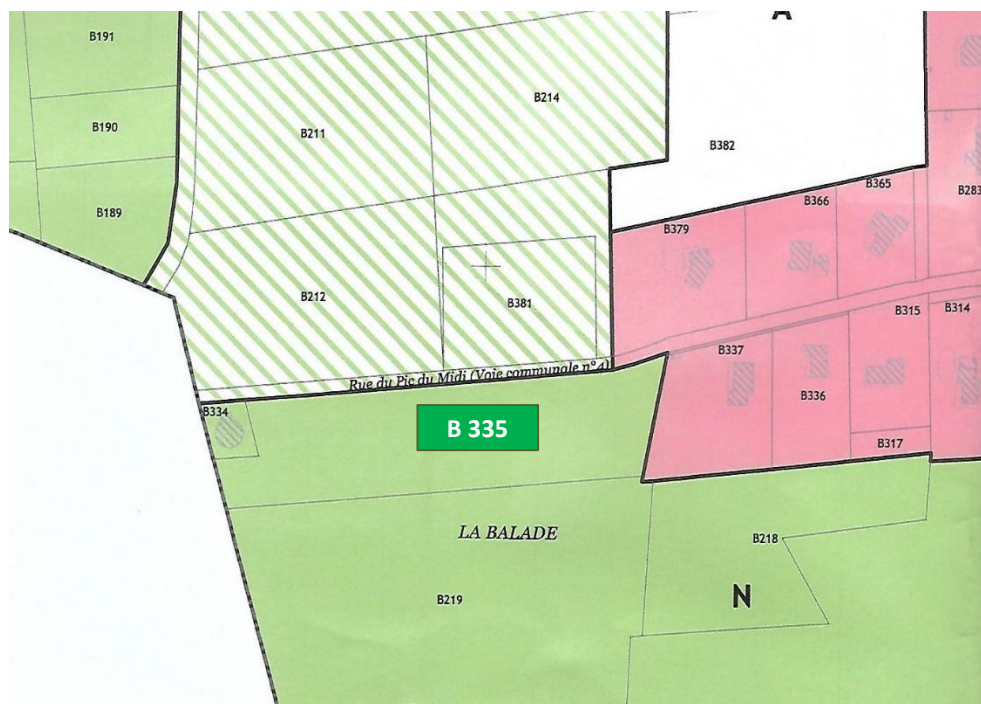 A
B191
B214
B190
B211
B382
B365
B366
B283
B189
B379
B212
B381
B315
B314
B337
Rue du Pic du Midi (Voie communale n°4)
B336
B334
B 335
B317
LA BALADE
B218
B219
N